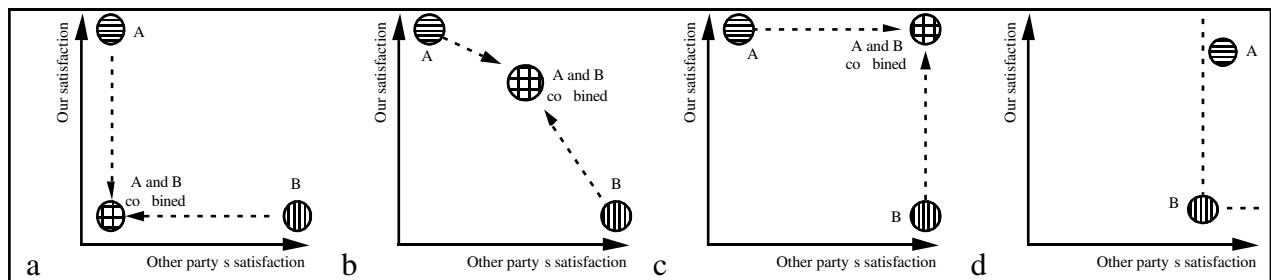 Our satisfaction
A
A and B
co bined
B
Other party s satisfaction
a
Our satisfaction
A
A and B
co bined
B
Other party s satisfaction
b
Our satisfaction
A
A and B
co bined
B
Other party s satisfaction
c
Our satisfaction
A
B
Other party s satisfaction
d